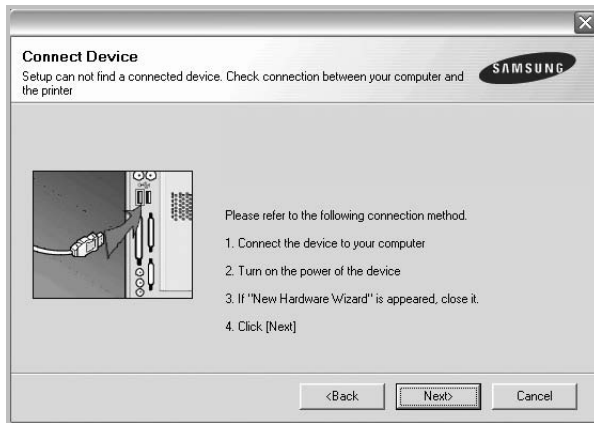 Connect Device
Setup can not find a connected device. Check connection between your computer and
the printer
SAMSUNG
Please refer to the following connection method.
1. Connect the device to your computer
2. Turn on the power of the device
3. If "New Hardware Wizard" is appeared, close it.
4. Click [Next]
<Back
Next>
Cancel